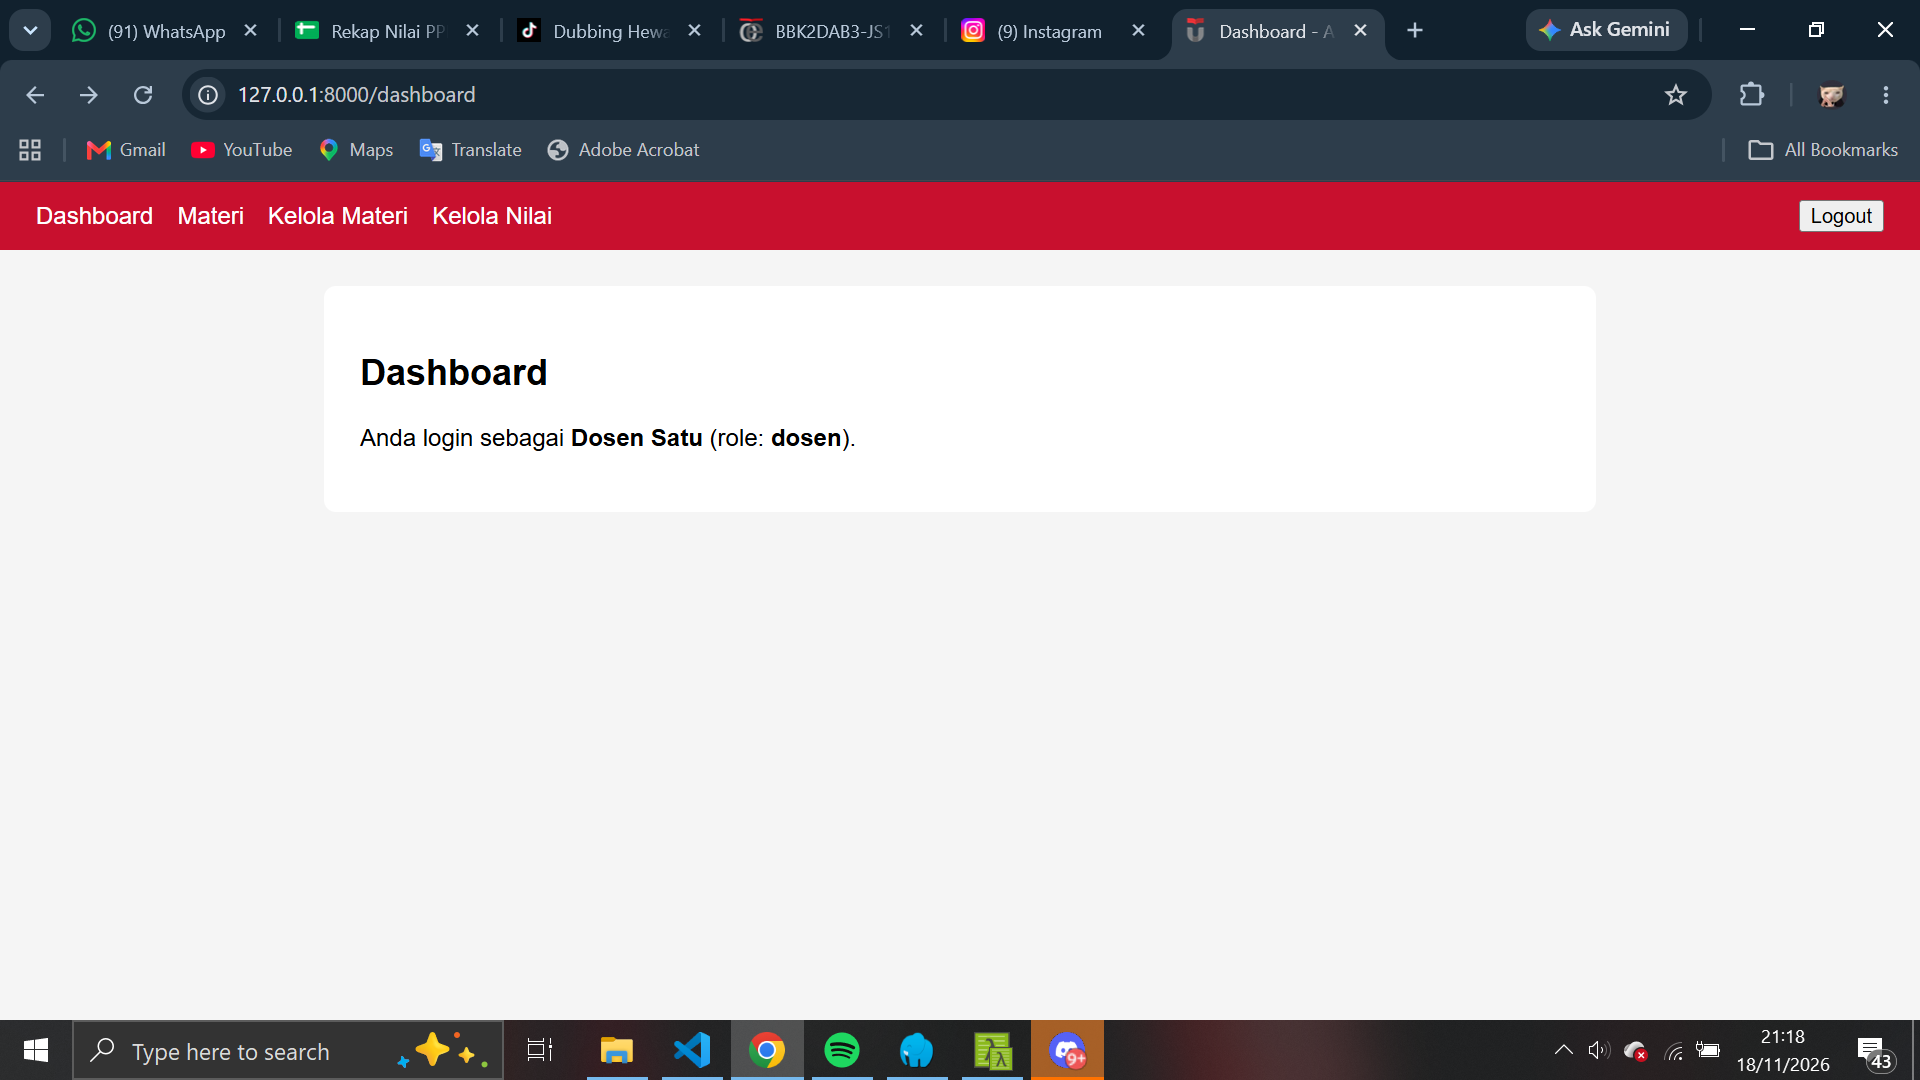 (91) WhatsApp
Rekap Nilai PP
Dubbing Hewa
BBK2DAB3-JS1
(9) Instagram
Dashboard - A
Ask Gemini
127.0.0.1:8000/dashboard
Gmail
YouTube
Maps
Translate
Adobe Acrobat
All Bookmarks
Dashboard
Materi
Kelola Materi
Kelola Nilai
Logout
Dashboard
Anda login sebagai Dosen Satu (role: dosen).
Type here to search
9+
21:18
18/11/2026
43